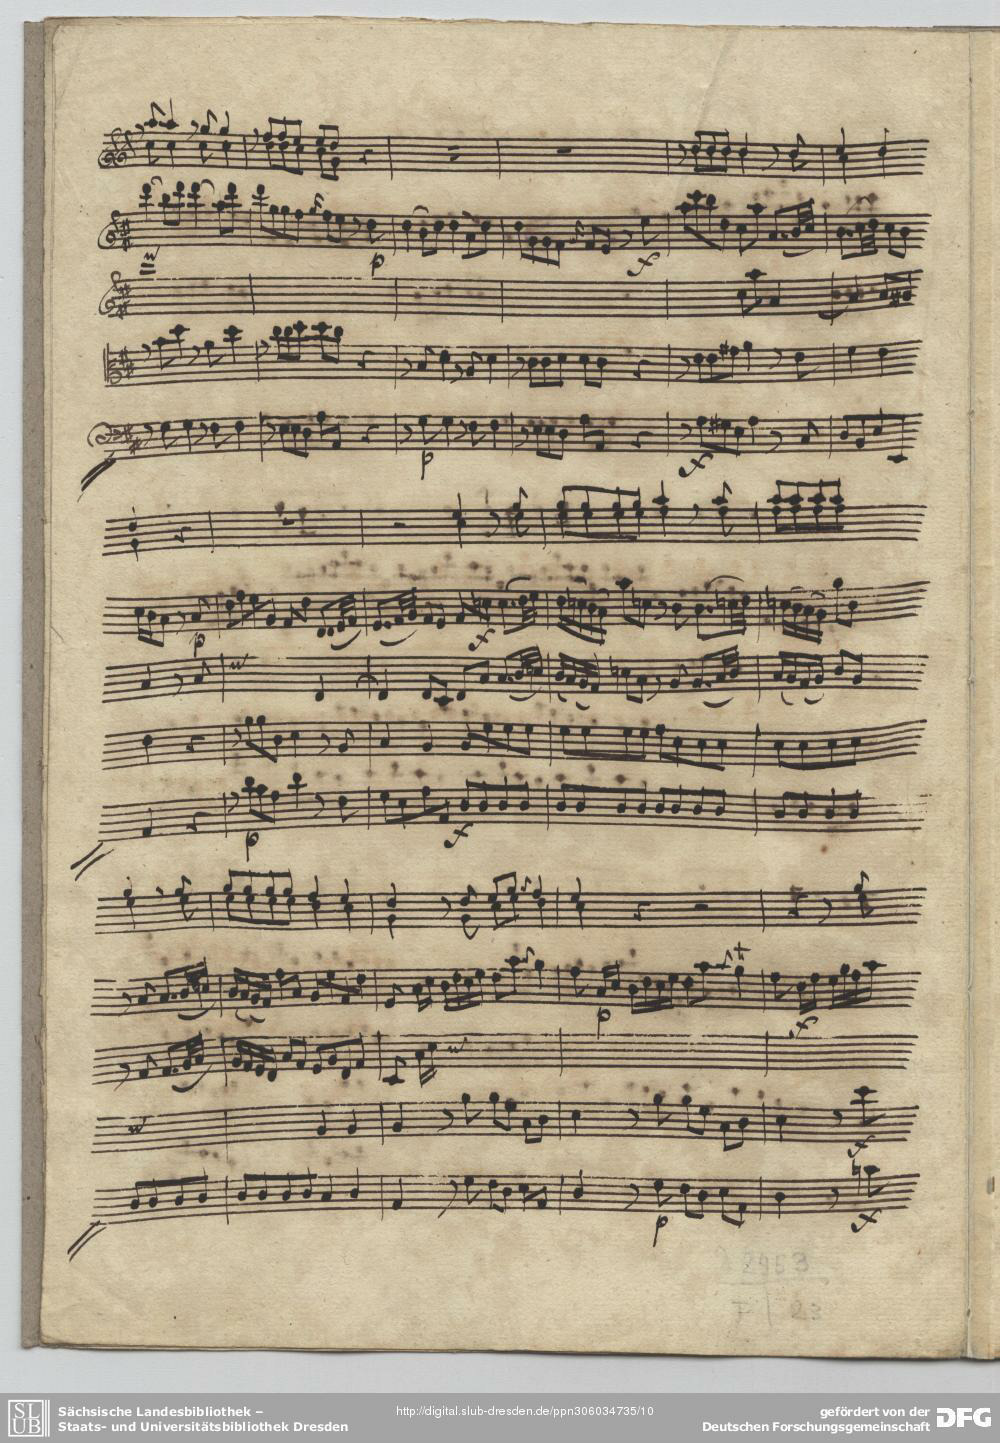 p
f
p
f
p
f
p
f
p
f
f
p
f
2463
F 23
SLUB
Sächsische Landesbibliothek –
Staats- und Universitätsbibliothek Dresden
http://digital.slub-dresden.de/ppn306034735/10
gefördert von der
Deutschen Forschungsgemeinschaft
DFG